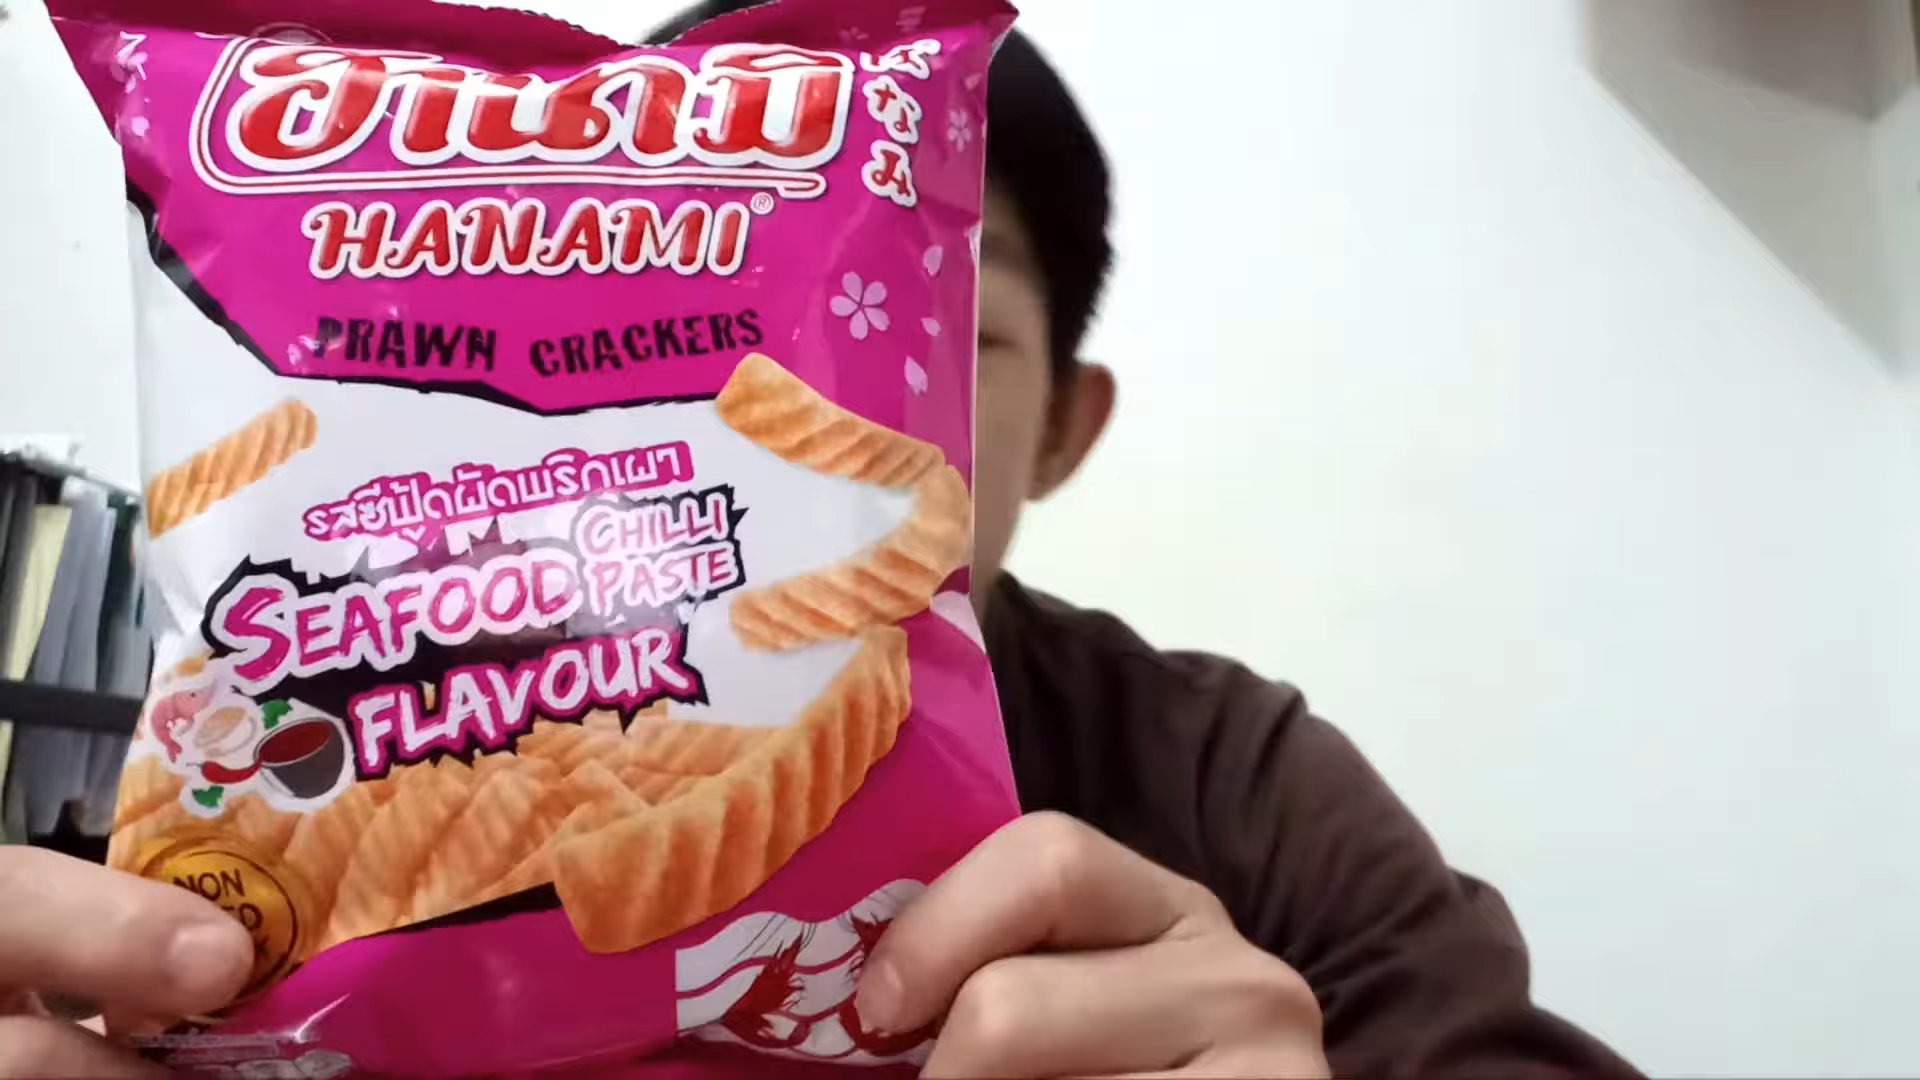 ฮานามิ
はなみ
HANAMI®
PRAWN CRACKERS
รสซีฟู้ดผัดพริกเผา
SEAFOOD CHILLI PASTE
FLAVOUR
NON